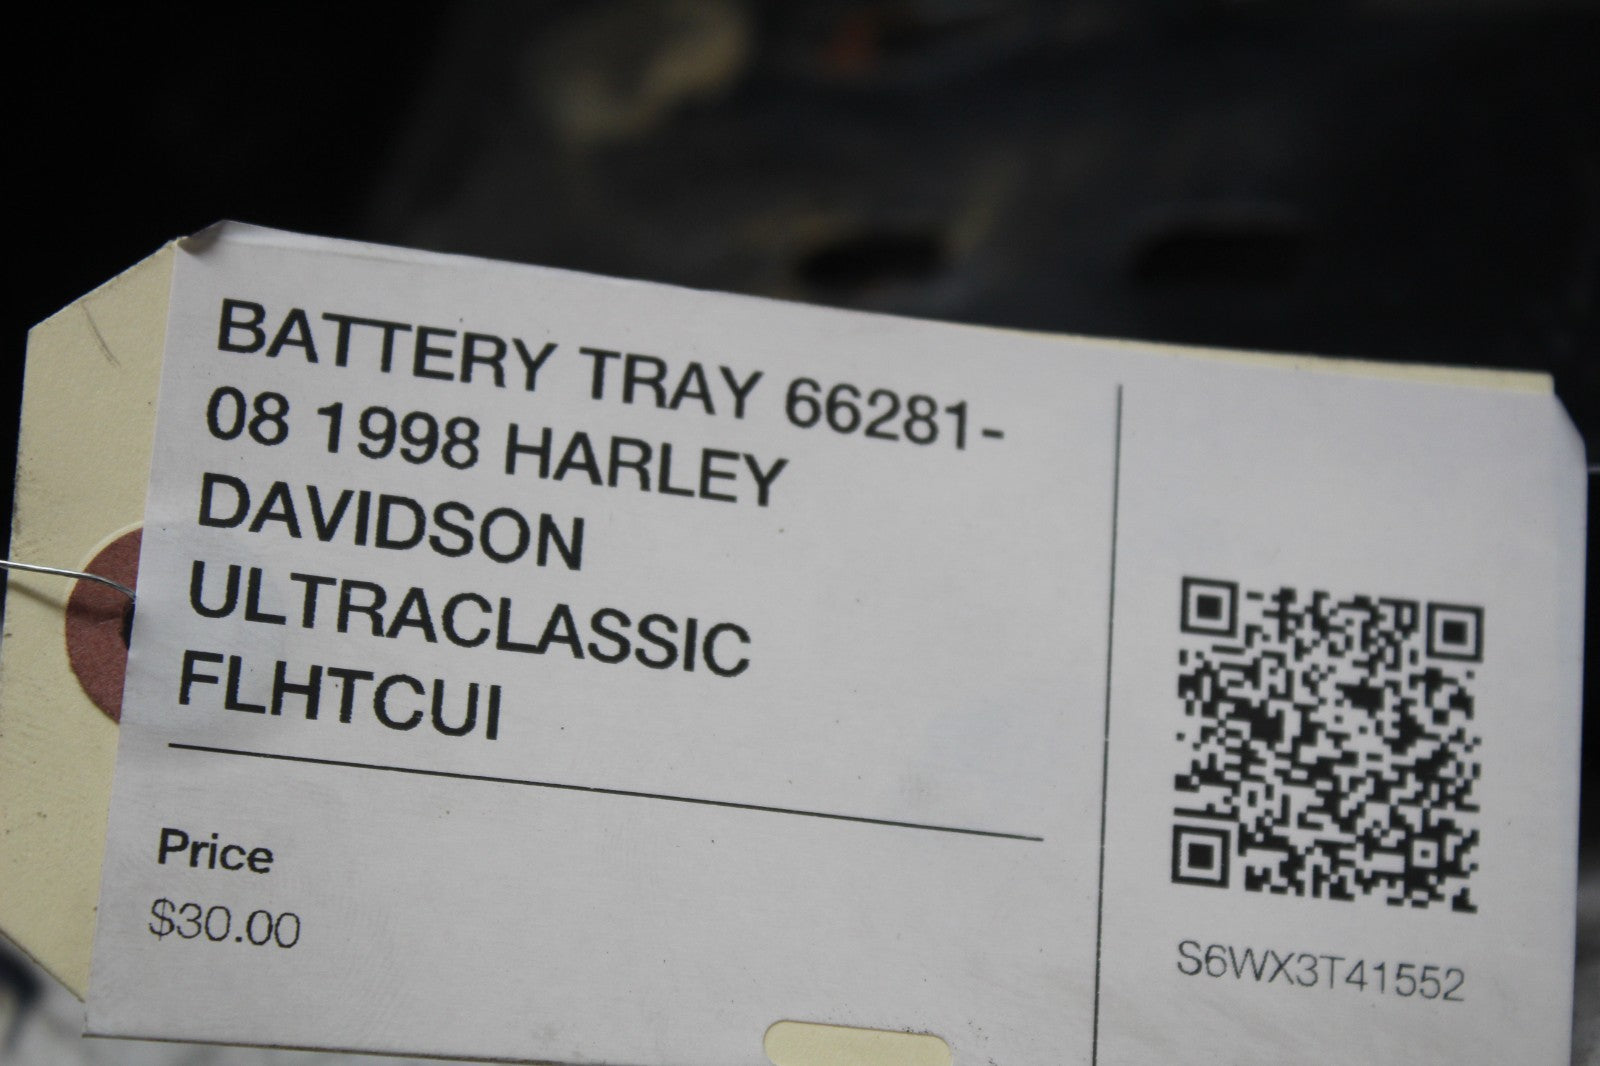 BATTERY TRAY 66281-
08 1998 HARLEY
DAVIDSON
ULTRACLASSIC
FLHTCUI
Price
$30.00
S6WX3T41552